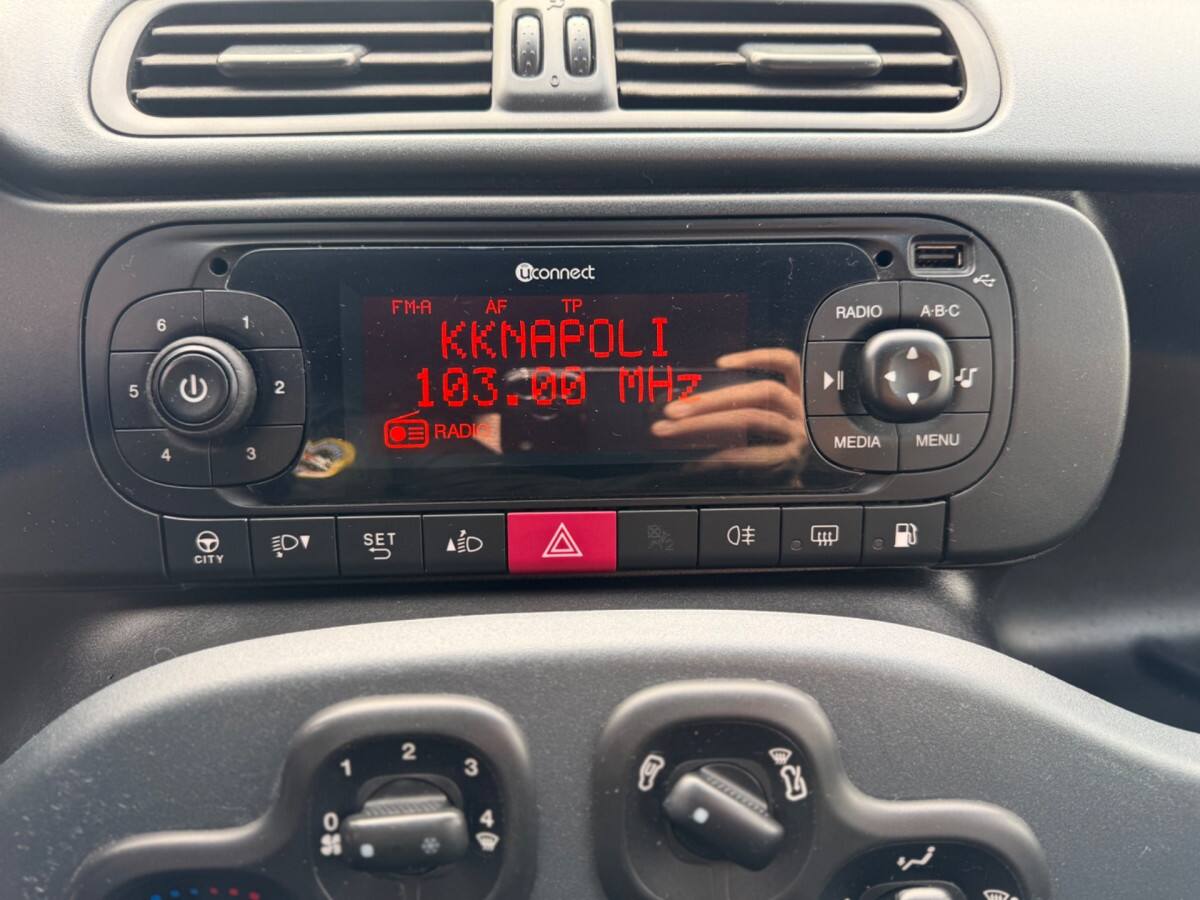 uconnect
FM-A AF TP
KKNAPOLI
103.00 MHz
RADIO
6 1
5 2
4 3
RADIO A·B·C
MEDIA MENU
CITY
SET
0 1 2 3 4
0